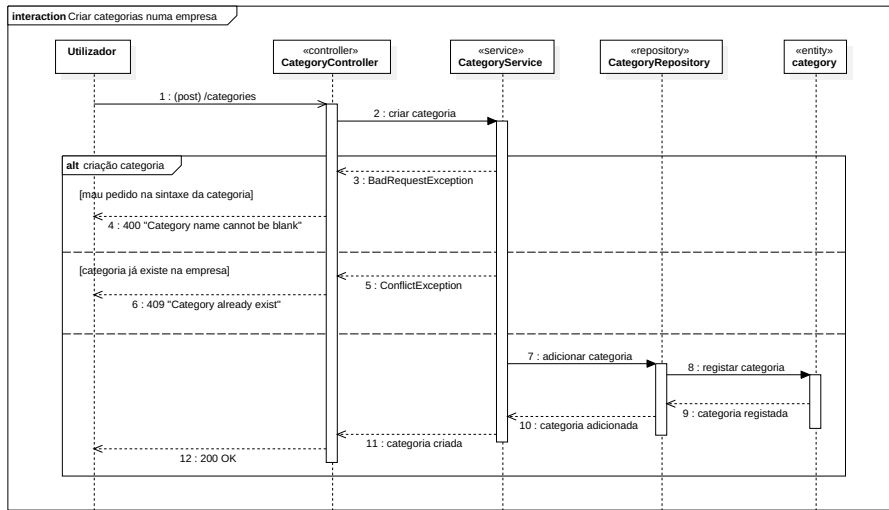 interaction Criar categorias numa empresa
Utilizador
«controller»
CategoryController
«service»
CategoryService
«repository»
CategoryRepository
«entity»
category
1 : (post) /categories
2 : criar categoria
alt criação categoria
3 : BadRequestException
[mau pedido na sintaxe da categoria]
4 : 400 "Category name cannot be blank"
[categoria já existe na empresa]
5 : ConflictException
6 : 409 "Category already exist"
7 : adicionar categoria
8 : registar categoria
9 : categoria registada
10 : categoria adicionada
11 : categoria criada
12 : 200 OK